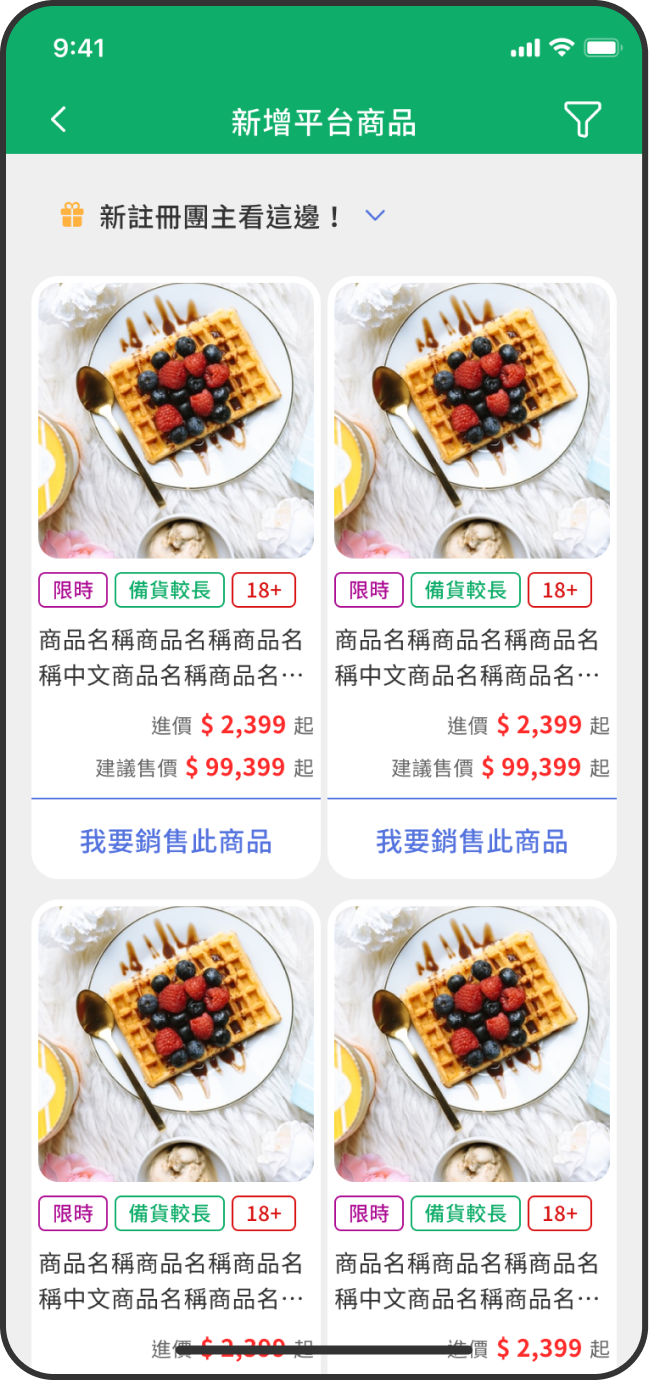 9:41
新增平台商品
新註冊團主看這邊！
限時 備貨較長 18+
商品名稱商品名稱商品名
稱中文商品名稱商品名…
進價 $ 2,399 起
建議售價 $ 99,399 起
我要銷售此商品
限時 備貨較長 18+
商品名稱商品名稱商品名
稱中文商品名稱商品名…
進價 $ 2,399 起
建議售價 $ 99,399 起
我要銷售此商品
限時 備貨較長 18+
商品名稱商品名稱商品名
稱中文商品名稱商品名…
進價 $ 2,399 起
限時 備貨較長 18+
商品名稱商品名稱商品名
稱中文商品名稱商品名…
進價 $ 2,399 起